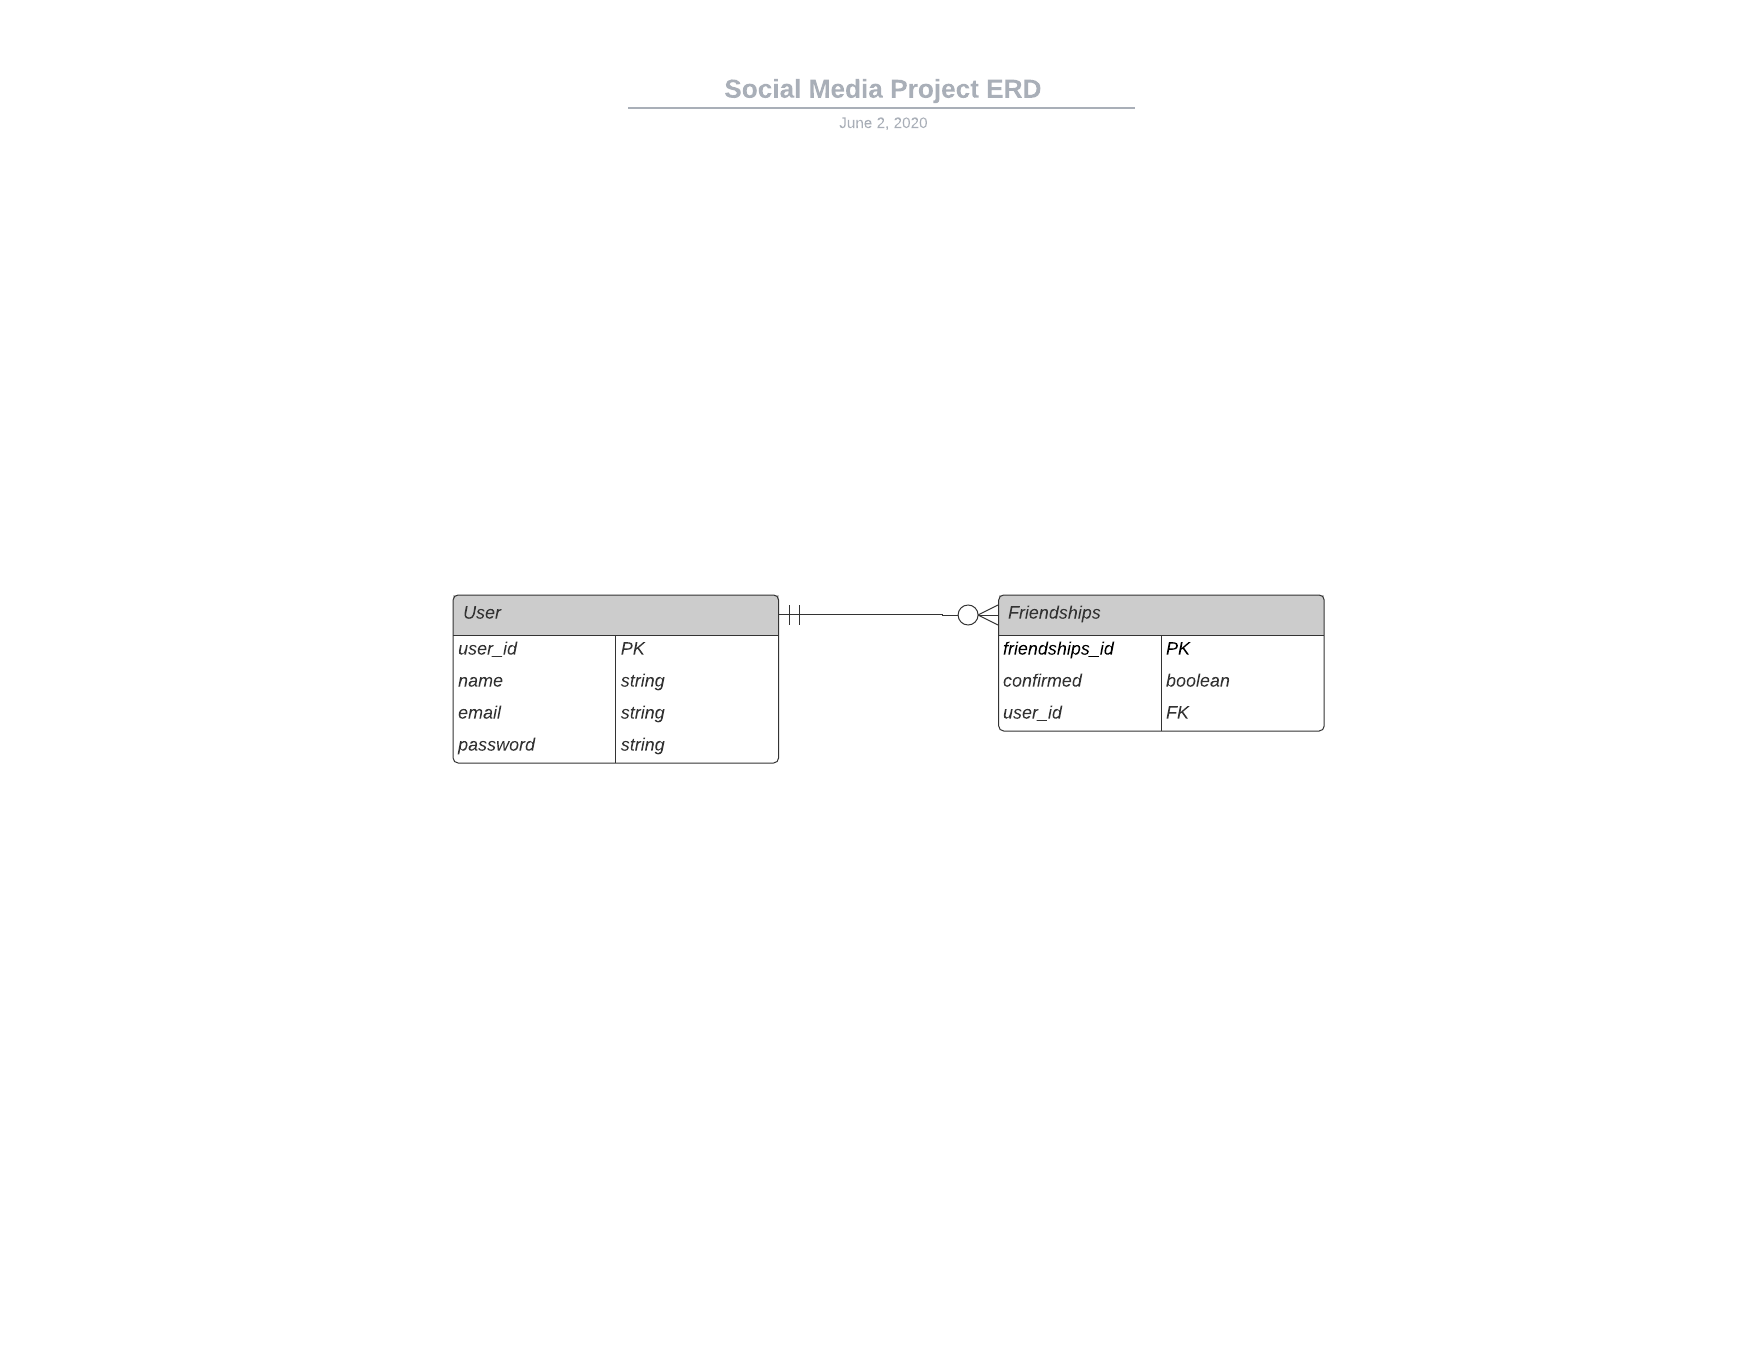 Social Media Project ERD
June 2, 2020
User
user_id PK
name string
email string
password string
Friendships
friendships_id PK
confirmed boolean
user_id FK